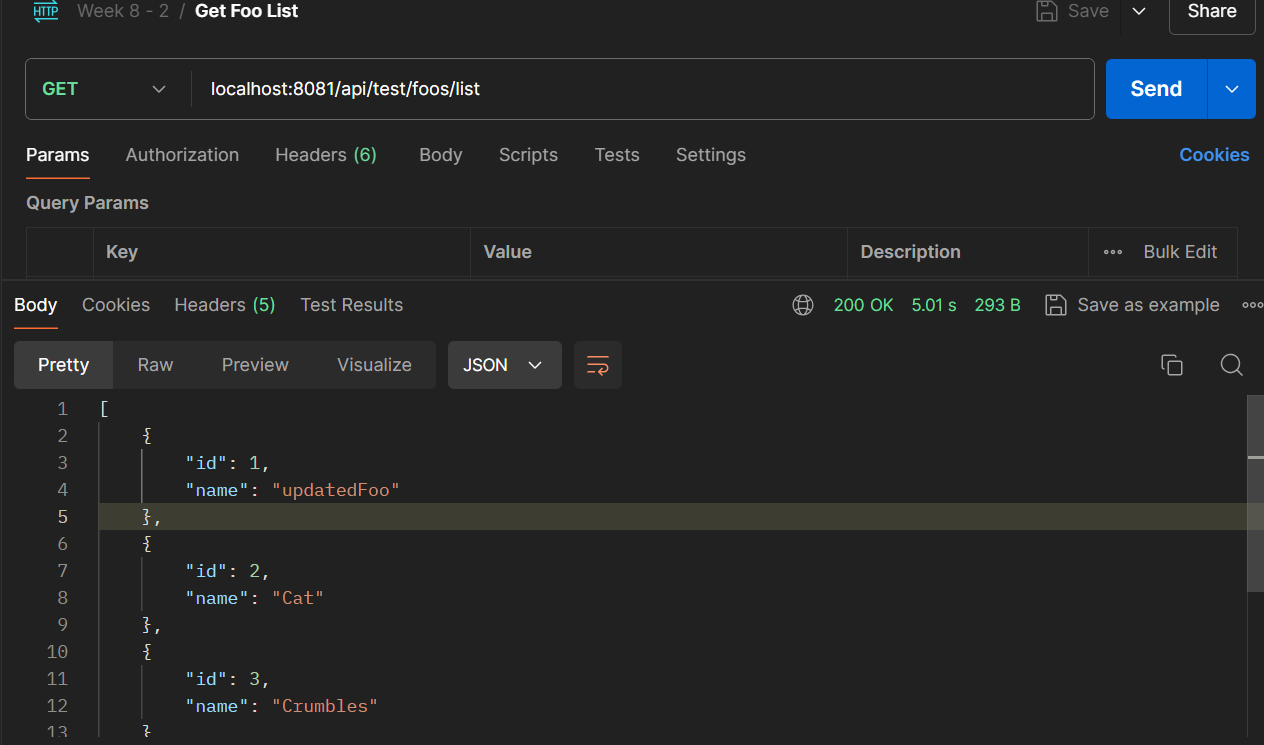 HTTP Week 8 - 2 / Get Foo List Save Share
GET localhost:8081/api/test/foos/list Send
Params Authorization Headers (6) Body Scripts Tests Settings Cookies
Query Params
Key Value Description Bulk Edit
Body Cookies Headers (5) Test Results 200 OK 5.01 s 293 B Save as example
Pretty Raw Preview Visualize JSON
1 [
2 {
3 "id": 1,
4 "name": "updatedFoo"
5 },
6 {
7 "id": 2,
8 "name": "Cat"
9 },
10 {
11 "id": 3,
12 "name": "Crumbles"
13 }